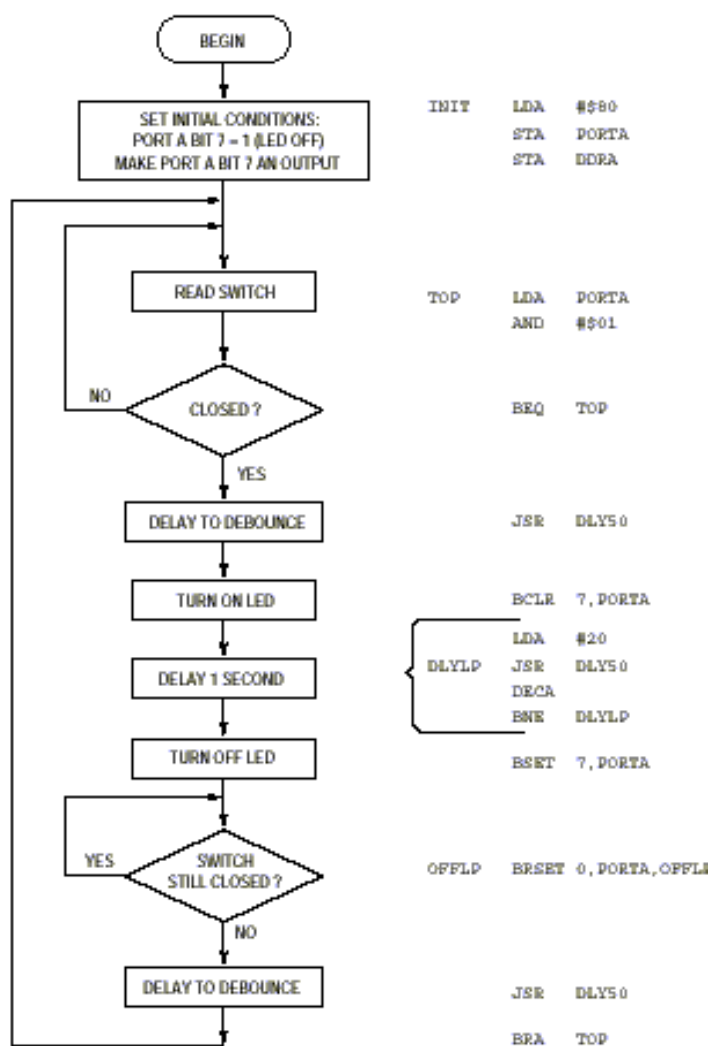 BEGIN
SET INITIAL CONDITIONS:
PORT A BIT 7 = 1 (LED OFF)
MAKE PORT A BIT 7 AN OUTPUT
INIT LDA #$80
STA PORTA
STA DDRA
READ SWITCH
TOP LDA PORTA
AND #$01
NO
CLOSED ?
BEQ TOP
YES
DELAY TO DEBOUNCE
JSR DLY50
TURN ON LED
BCLR 7,PORTA
LDA #20
DELAY 1 SECOND
DLYLP JSR DLY50
DECA
BNE DLYLP
TURN OFF LED
BSET 7,PORTA
YES
SWITCH
STILL CLOSED ?
OFFLP BRSET 0,PORTA,OFFLP
NO
DELAY TO DEBOUNCE
JSR DLY50
BRA TOP